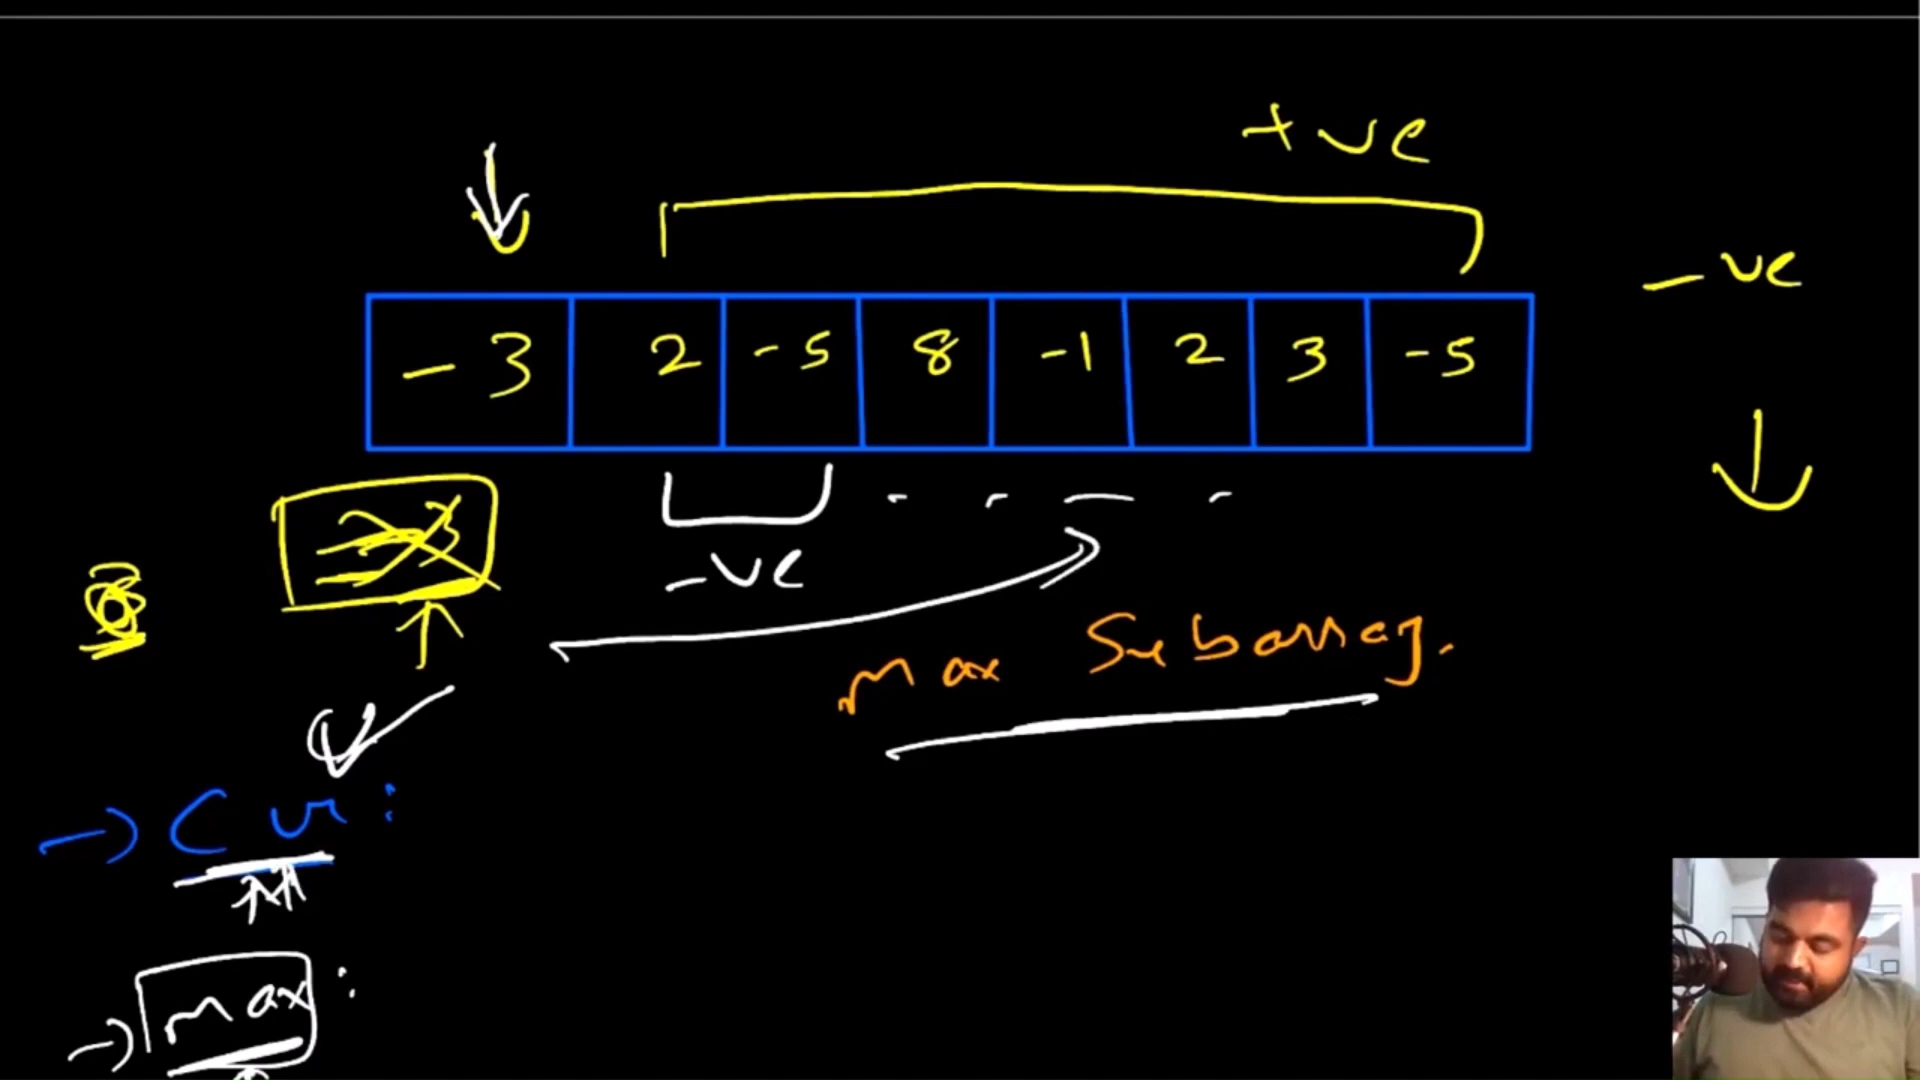 +ve
-ve
-3 2 -5 8 -1 2 3 -5
-ve
Max Subarray.
Cur:
max: